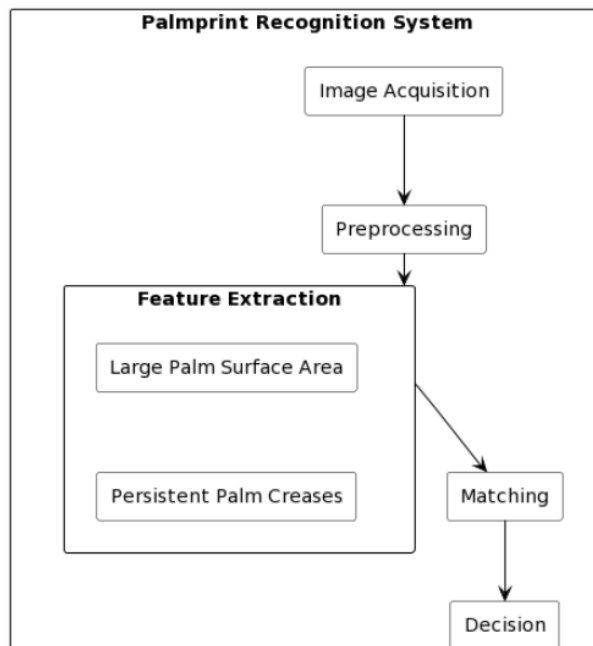 Palmprint Recognition System
Image Acquisition
Preprocessing
Feature Extraction
Large Palm Surface Area
Persistent Palm Creases
Matching
Decision